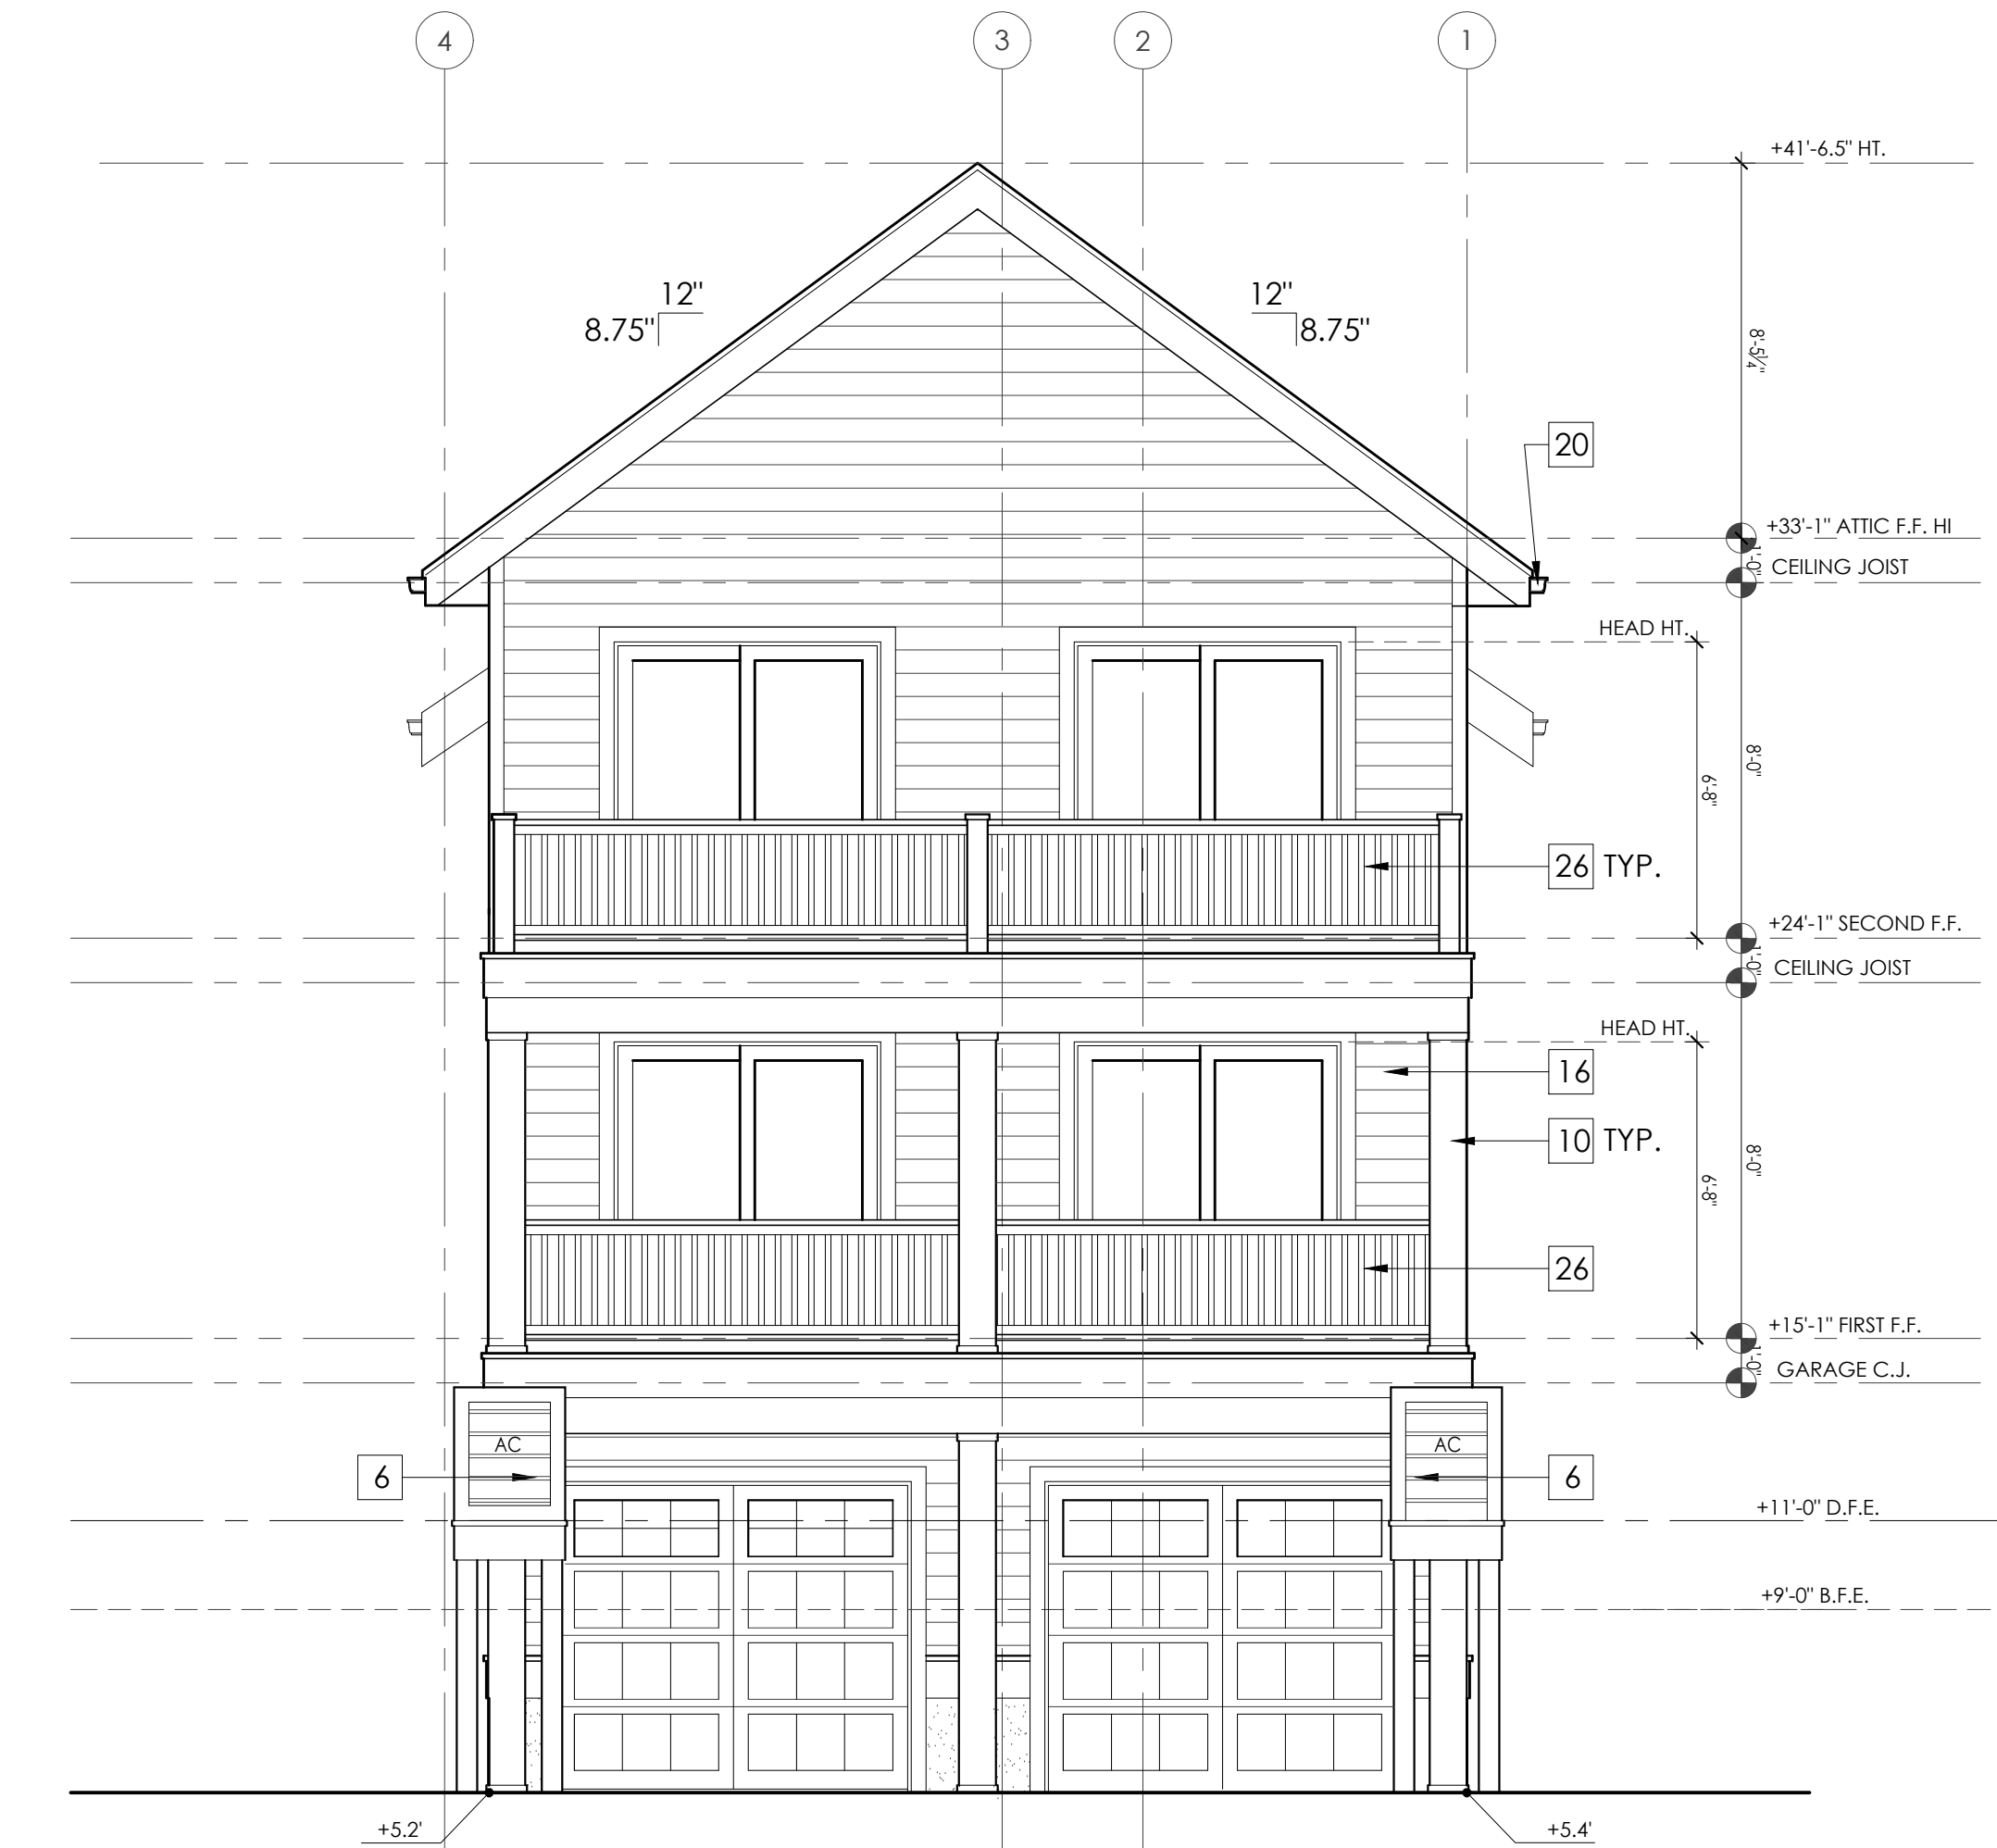 4
3
2
1
+41'-6.5" HT.
12"
8.75"
12"
8.75"
8'-5¼"
20
+33'-1" ATTIC F.F. HI
1'-0"
CEILING JOIST
HEAD HT.
8'-0"
6'-8"
26 TYP.
+24'-1" SECOND F.F.
1'-0"
CEILING JOIST
HEAD HT.
16
10 TYP.
8'-0"
6'-8"
26
+15'-1" FIRST F.F.
1'-0"
GARAGE C.J.
AC
AC
6
6
+11'-0" D.F.E.
+9'-0" B.F.E.
+5.2'
+5.4'